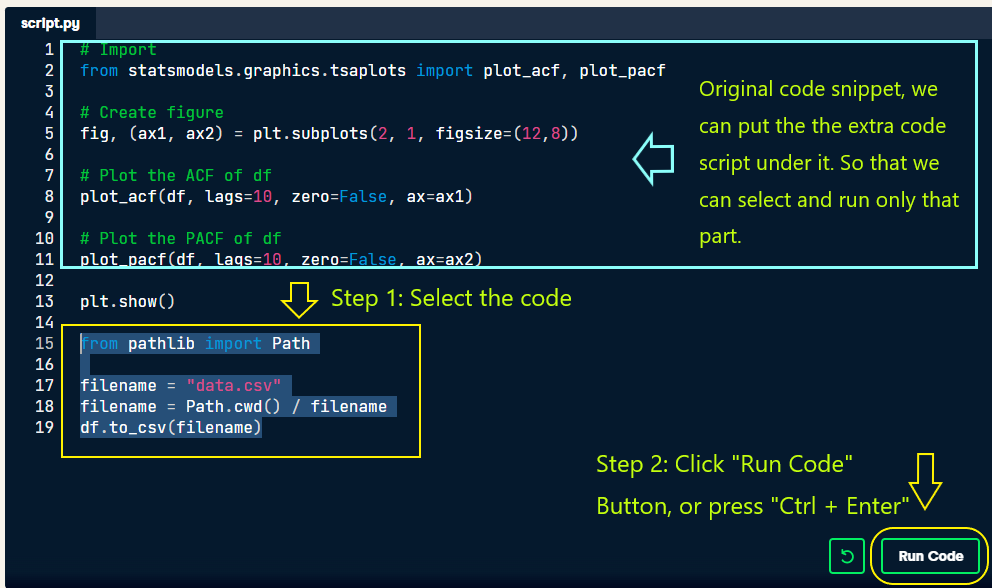 script.py
1 # Import
2 from statsmodels.graphics.tsaplots import plot_acf, plot_pacf
3
4 # Create figure
5 fig, (ax1, ax2) = plt.subplots(2, 1, figsize=(12,8))
6
7 # Plot the ACF of df
8 plot_acf(df, lags=10, zero=False, ax=ax1)
9
10 # Plot the PACF of df
11 plot_pacf(df, lags=10, zero=False, ax=ax2)
12
13 plt.show()
14
15 from pathlib import Path
16
17 filename = "data.csv"
18 filename = Path.cwd() / filename
19 df.to_csv(filename)
Original code snippet, we
can put the the extra code
script under it. So that we
can select and run only that
part.
Step 1: Select the code
Step 2: Click "Run Code"
Button, or press "Ctrl + Enter"
Run Code